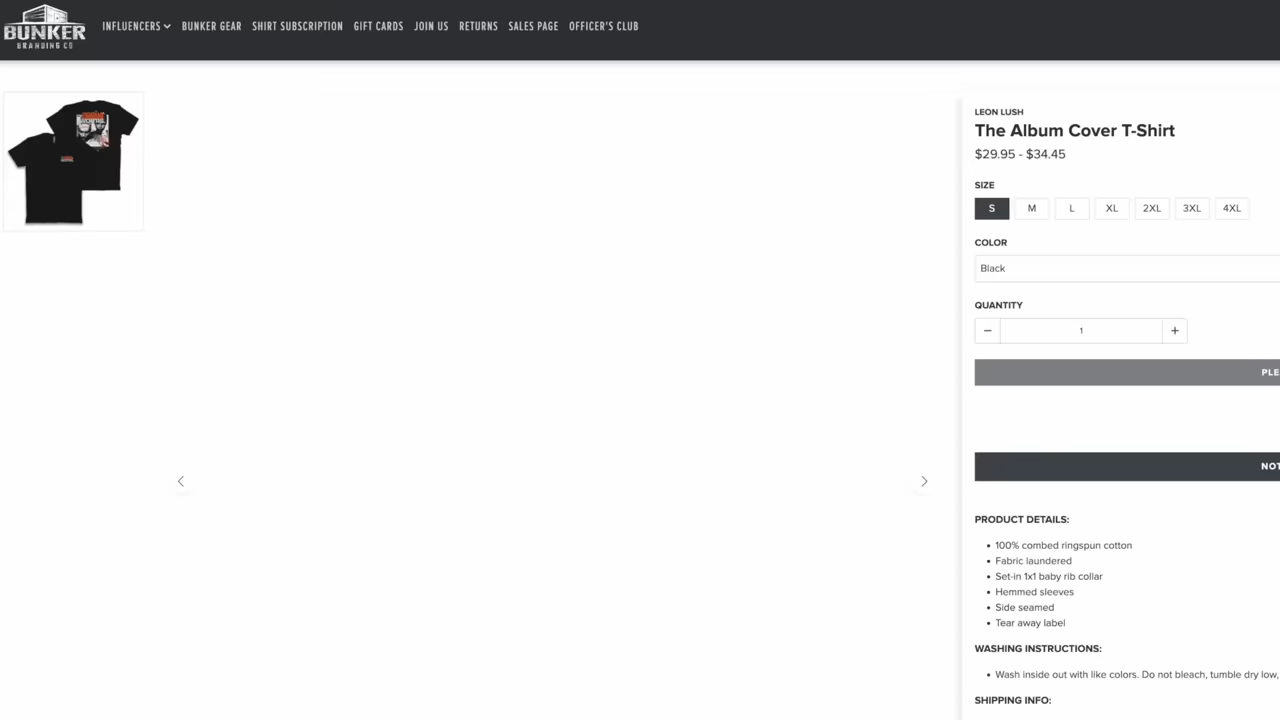 BUNKER
BRANDING CO
INFLUENCERS BUNKER GEAR SHIRT SUBSCRIPTION GIFT CARDS JOIN US RETURNS SALES PAGE OFFICER'S CLUB
LEON LUSH
The Album Cover T-Shirt
$29.95 - $34.45
SIZE
S M L XL 2XL 3XL 4XL
COLOR
Black
QUANTITY
− 1 +
PLE
NOT
PRODUCT DETAILS:
• 100% combed ringspun cotton
• Fabric laundered
• Set-in 1x1 baby rib collar
• Hemmed sleeves
• Side seamed
• Tear away label
WASHING INSTRUCTIONS:
• Wash inside out with like colors. Do not bleach, tumble dry low,
SHIPPING INFO: